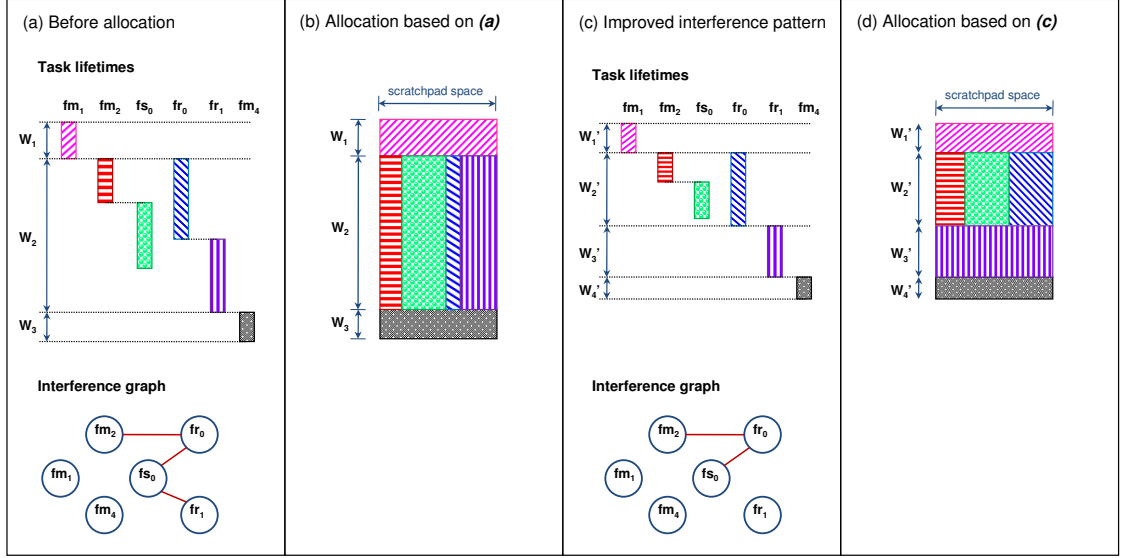 (a) Before allocation
Task lifetimes
fm₁ fm₂ fs₀ fr₀ fr₁ fm₄
W₁
W₂
W₃
Interference graph
fm₂ fr₀
fm₁ fs₀
fm₄ fr₁
(b) Allocation based on (a)
scratchpad space
W₁
W₂
W₃
(c) Improved interference pattern
Task lifetimes
fm₁ fm₂ fs₀ fr₀ fr₁ fm₄
W₁'
W₂'
W₃'
W₄'
Interference graph
fm₂ fr₀
fm₁ fs₀
fm₄ fr₁
(d) Allocation based on (c)
scratchpad space
W₁'
W₂'
W₃'
W₄'